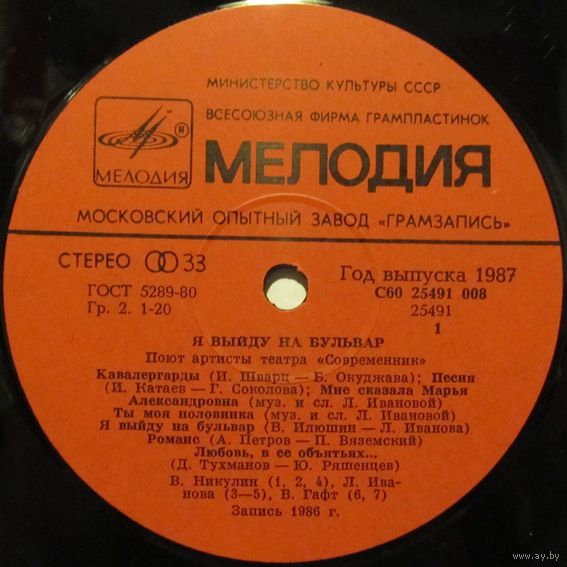 МИНИСТЕРСТВО КУЛЬТУРЫ СССР
ВСЕСОЮЗНАЯ ФИРМА ГРАМПЛАСТИНОК
R
МЕЛОДИЯ
МЕЛОДИЯ
МОСКОВСКИЙ ОПЫТНЫЙ ЗАВОД «ГРАМЗАПИСЬ»
СТЕРЕО 33
Год выпуска 1987
ГОСТ 5289-80
С60 25491 008
Гр. 2. 1-20
25491
1
Я ВЫЙДУ НА БУЛЬВАР
Поют артисты театра «Современник»
Кавалергарды (И. Шварц — Б. Окуджава); Песня
(И. Катаев — Г. Соколова); Мне сказала Марья
Александровна (муз. и сл. Л. Ивановой)
Ты моя половинка (муз. и сл. Л. Ивановой)
Я выйду на бульвар (В. Илюшин — Л. Иванова)
Романс (А. Петров — П. Вяземский)
Любовь, в ее объятьях...
(Д. Тухманов — Ю. Ряшенцев)
В. Никулин (1, 2, 4), Л. Ива-
нова (3—5), В. Гафт (6, 7)
Запись 1986 г.
www.ay.by